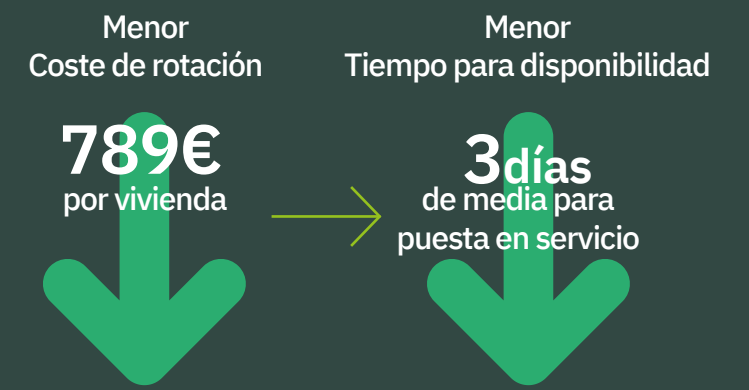 Menor
Coste de rotación
789€
por vivienda
Menor
Tiempo para disponibilidad
3días
de media para
puesta en servicio